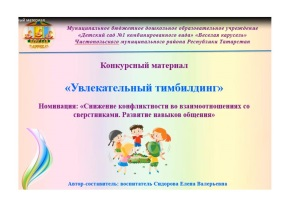 Муниципальное бюджетное дошкольное образовательное учреждение
«Детский сад №1 комбинированного вида» «Веселая карусель»
Чистопольского муниципального района Республики Татарстан
Конкурсный материал
«Увлекательный тимбилдинг»
Номинация: «Снижение конфликтности во взаимоотношениях со
сверстниками. Развитие навыков общения»
Автор-составитель: воспитатель Сидорова Елена Валерьевна